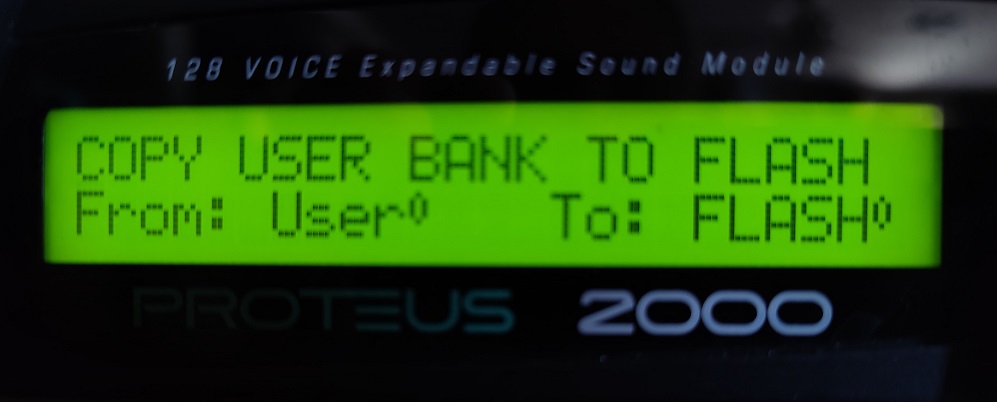 128 VOICE Expandable Sound Module
COPY USER BANK TO FLASH
From: User⁰ To: FLASH⁰
PROTEUS 2000